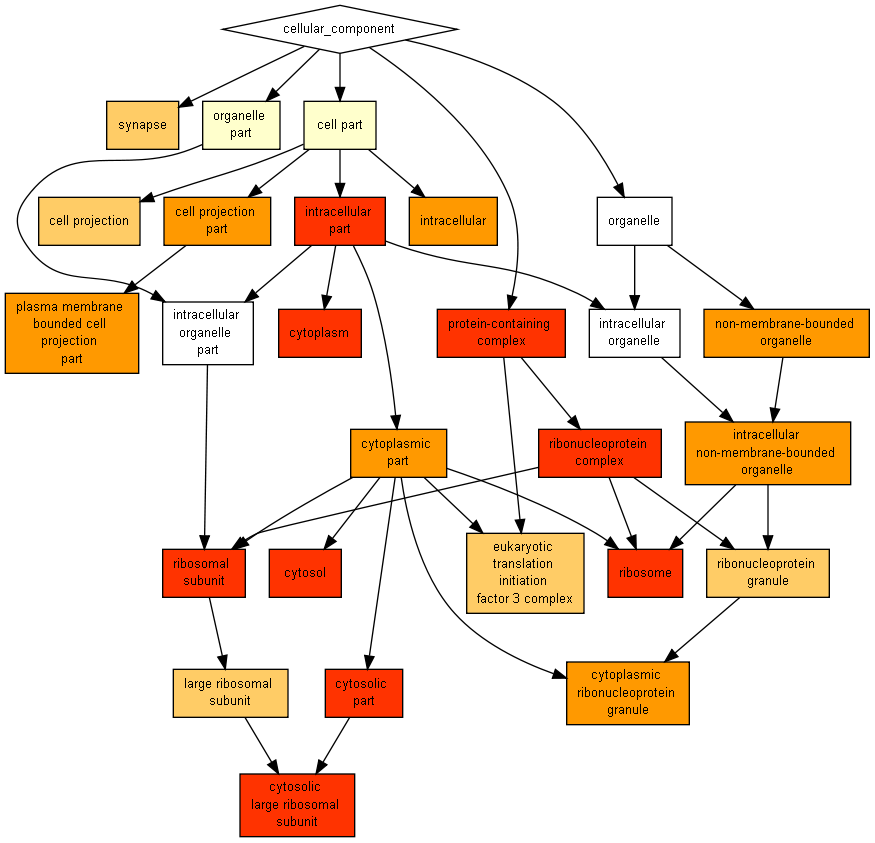 cellular_component
synapse
organelle
part
cell part
cell projection
cell projection
part
intracellular
part
intracellular
organelle
plasma membrane
bounded cell
projection
part
intracellular
organelle
part
cytoplasm
protein-containing
complex
intracellular
organelle
non-membrane-bounded
organelle
cytoplasmic
part
ribonucleoprotein
complex
intracellular
non-membrane-bounded
organelle
ribosomal
subunit
cytosol
eukaryotic
translation
initiation
factor 3 complex
ribosome
ribonucleoprotein
granule
large ribosomal
subunit
cytosolic
part
cytoplasmic
ribonucleoprotein
granule
cytosolic
large ribosomal
subunit